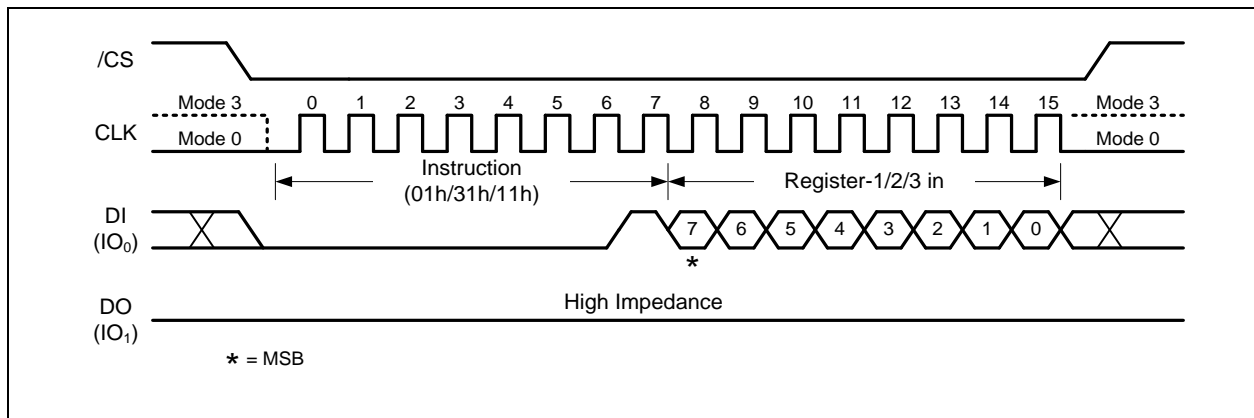 /CS
Mode 3 0 1 2 3 4 5 6 7 8 9 10 11 12 13 14 15 Mode 3
CLK Mode 0 Mode 0
Instruction
(01h/31h/11h)
Register-1/2/3 in
DI
(IO₀)
7 6 5 4 3 2 1 0
*
High Impedance
DO
(IO₁)
* = MSB